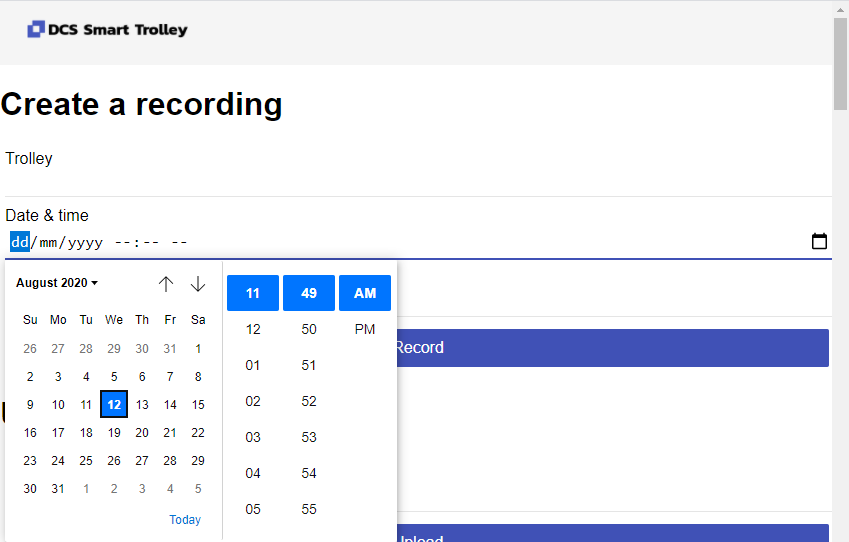 DCS Smart Trolley
Create a recording
Trolley
Date & time
dd/mm/yyyy --:-- --
August 2020
Su Mo Tu We Th Fr Sa
26 27 28 29 30 31 1
2 3 4 5 6 7 8
9 10 11 12 13 14 15
16 17 18 19 20 21 22
23 24 25 26 27 28 29
30 31 1 2 3 4 5
Today
11 49 AM
12 50 PM
01 51
02 52
03 53
04 54
05 55
Record
Upload